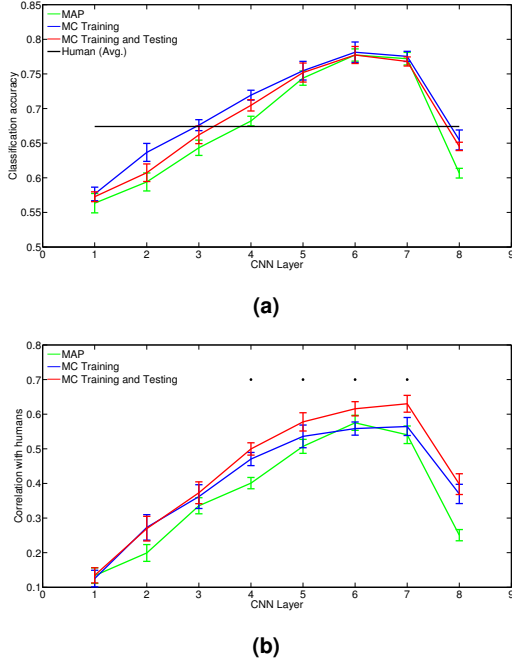 MAP
MC Training
MC Training and Testing
Human (Avg.)
0.85
0.8
0.75
0.7
0.65
0.6
0.55
0.5
Classification accuracy
0 1 2 3 4 5 6 7 8 9
CNN Layer
(a)
MAP
MC Training
MC Training and Testing
0.8
0.7
0.6
0.5
0.4
0.3
0.2
0.1
Correlation with humans
0 1 2 3 4 5 6 7 8 9
CNN Layer
(b)